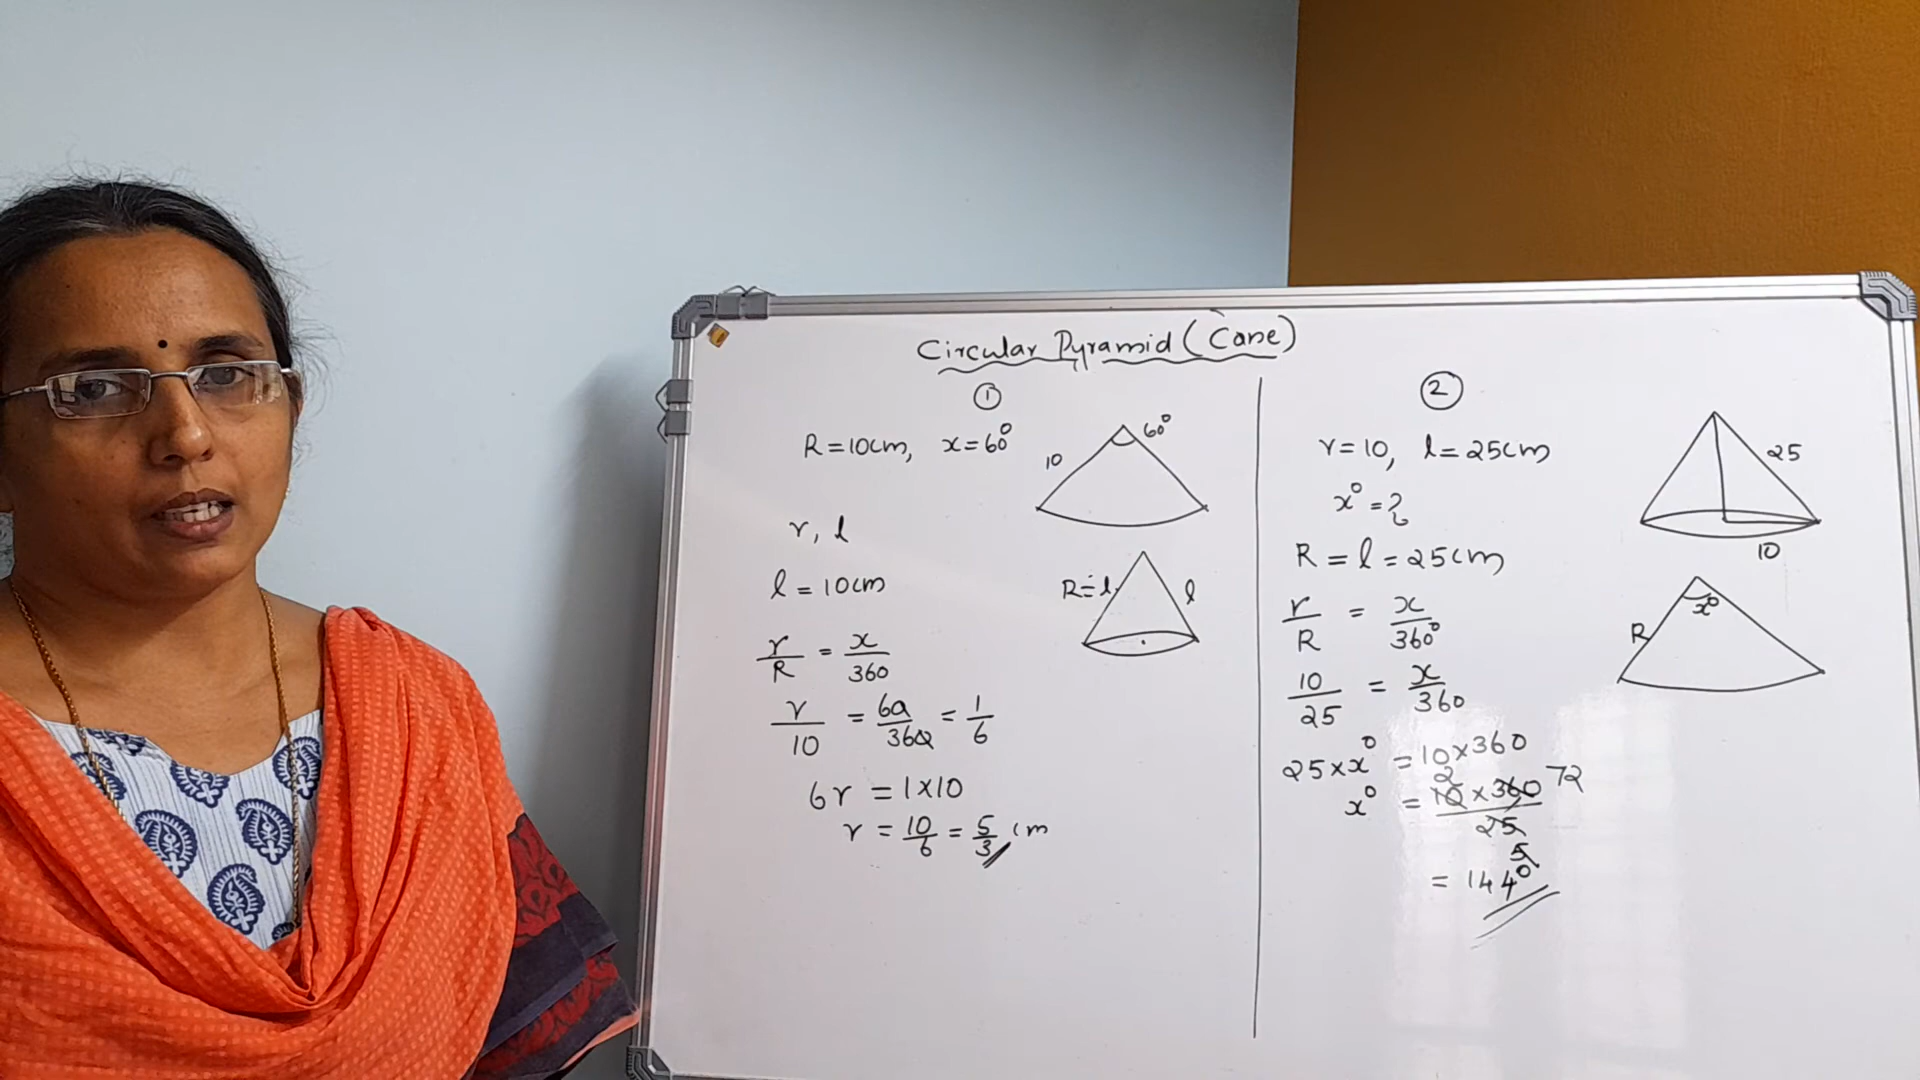 Circular Pyramid (Cone)
①
R = 10cm, x = 60°
60°
10
r, l
l = 10cm
R = l
l
r/R = x/360
r/10 = 60/360 = 1/6
6r = 1×10
r = 10/6 = 5/3 cm
②
r = 10, l = 25cm
25
x° = ?
10
R = l = 25cm
x°
R
r/R = x/360°
10/25 = x/360
25×x° = 10×360
2 72
x° = 10×360/25
5
= 144°